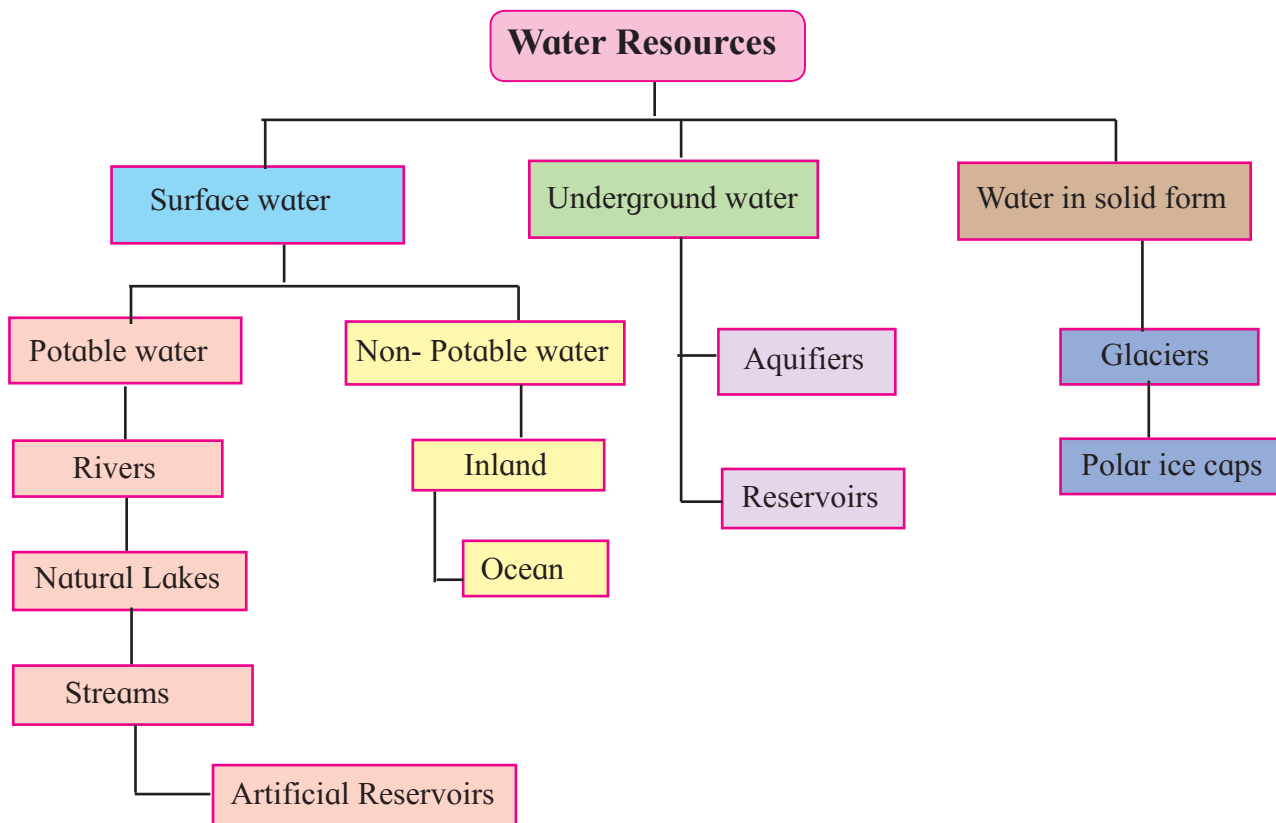 Water Resources
Surface water
Underground water
Water in solid form
Potable water
Non- Potable water
Aquifiers
Glaciers
Rivers
Inland
Reservoirs
Polar ice caps
Natural Lakes
Ocean
Streams
Artificial Reservoirs